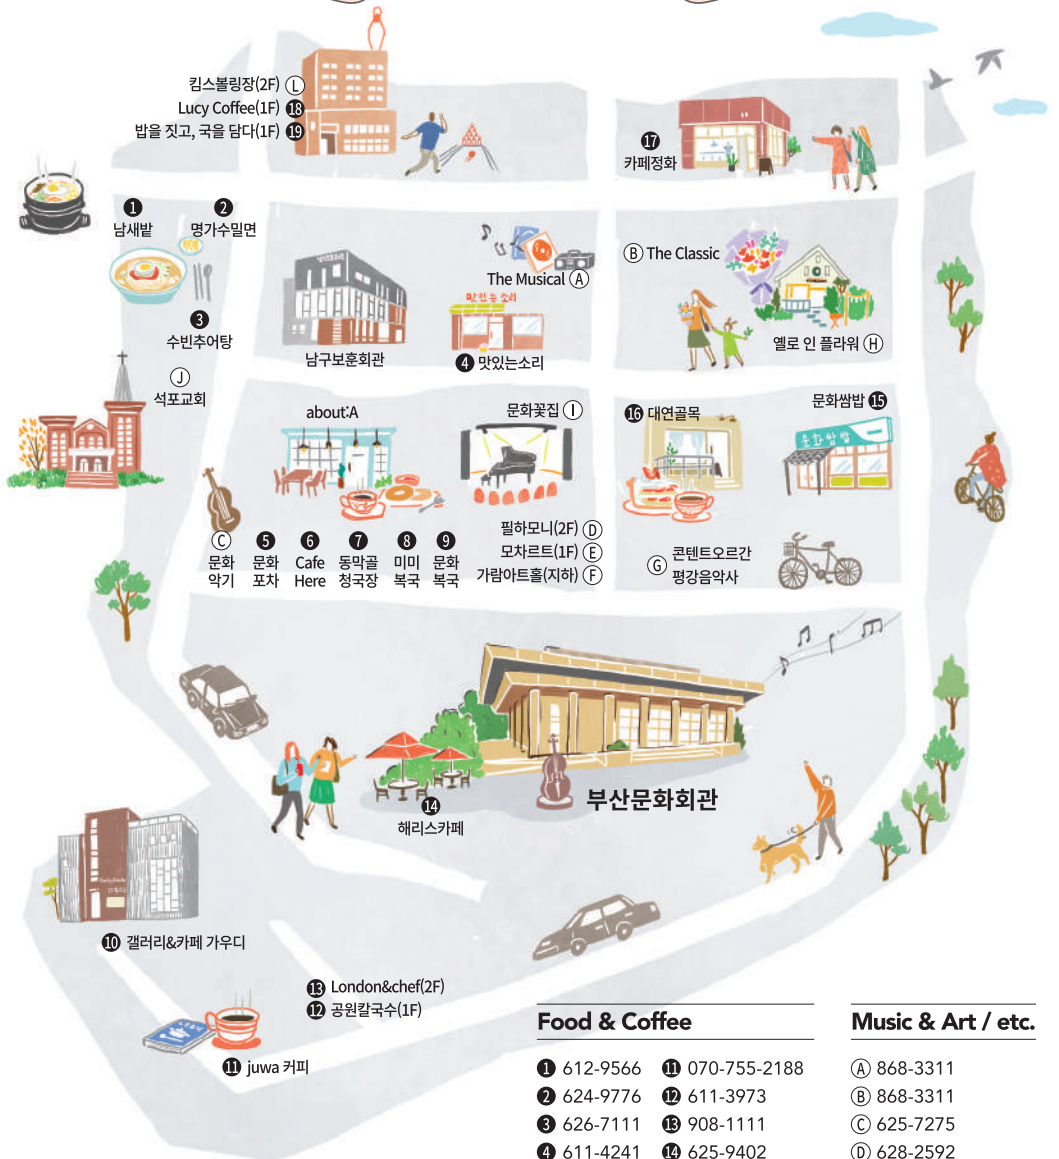 킴스볼링장(2F) Ⓛ
Lucy Coffee(1F) ⓲
밥을 짓고, 국을 담다(1F) ⓳
⓱
카페정화
❶
남새밭
❷
명가수밀면
❸
수빈추어탕
Ⓙ
석포교회
남구보훈회관
The Musical Ⓐ
맛있는소리
❹ 맛있는소리
Ⓑ The Classic
옐로 인 플라워 Ⓗ
about:A
문화꽃집 Ⓘ
⓰ 대연골목
문화쌈밥 ⓯
문화쌈밥
필하모니(2F) Ⓓ
모차르트(1F) Ⓔ
가람아트홀(지하) Ⓕ
Ⓒ
문화
악기
❺
문화
포차
❻
Cafe
Here
❼
동막골
청국장
❽
미미
복국
❾
문화
복국
Ⓖ 콘텐트오르간
평강음악사
부산문화회관
⓮
해리스카페
❿ 갤러리&카페 가우디
⓭ London&chef(2F)
⓬ 공원칼국수(1F)
⓫ juwa 커피
Food & Coffee
❶ 612-9566
❷ 624-9776
❸ 626-7111
❹ 611-4241
⓫ 070-755-2188
⓬ 611-3973
⓭ 908-1111
⓮ 625-9402
Music & Art / etc.
Ⓐ 868-3311
Ⓑ 868-3311
Ⓒ 625-7275
Ⓓ 628-2592